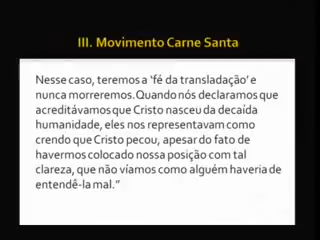 III. Movimento Carne Santa
Nesse caso, teremos a ‘fé da transladação’ e
nunca morreremos.Quando nós declaramos que
acreditávamos que Cristo nasceu da decaída
humanidade, eles nos representavam como
crendo que Cristo pecou, apesar do fato de
havermos colocado nossa posição com tal
clareza, que não víamos como alguém haveria de
entendê-la mal.”